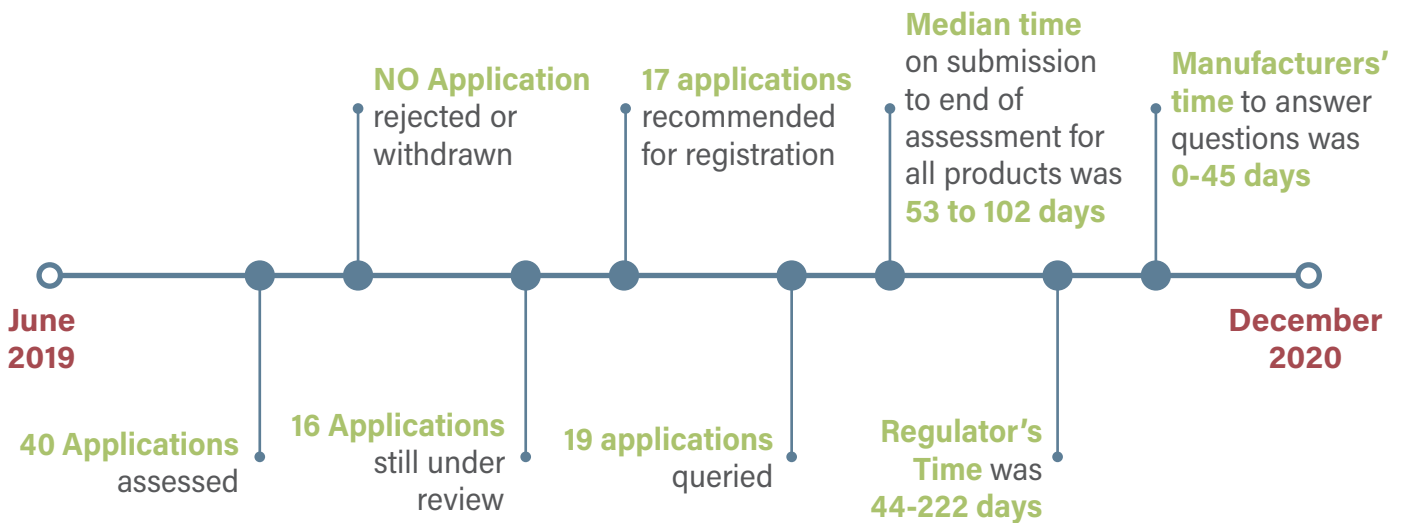 NO Application
rejected or
withdrawn
17 applications
recommended
for registration
Median time
on submission
to end of
assessment for
all products was
53 to 102 days
Manufacturers’
time to answer
questions was
0-45 days
June
2019
December
2020
40 Applications
assessed
16 Applications
still under
review
19 applications
queried
Regulator’s
Time was
44-222 days